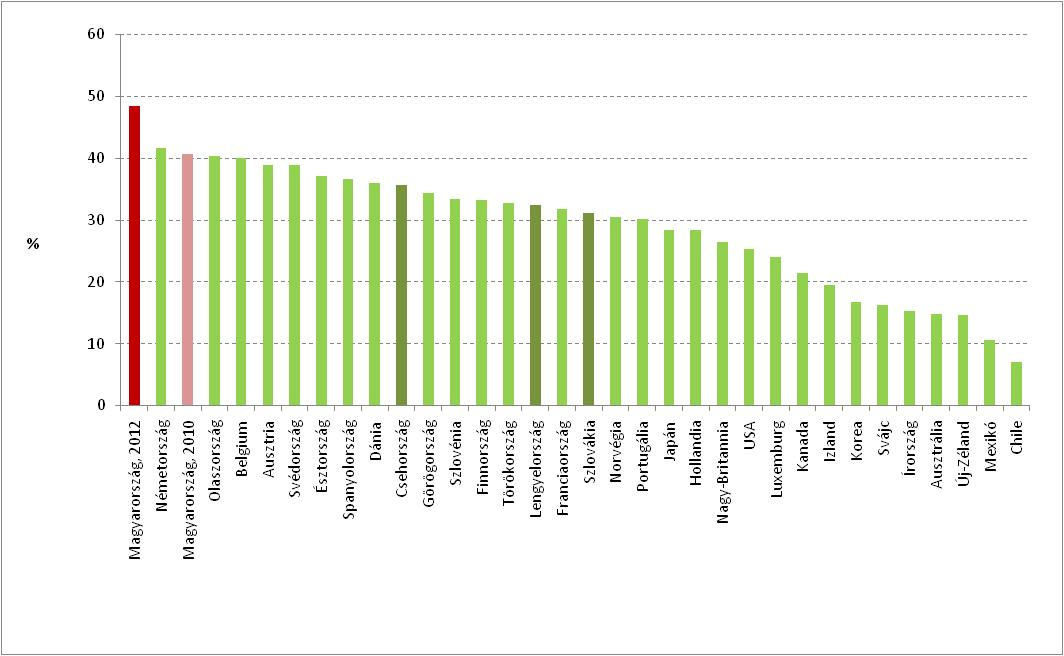 60
50
40
30
20
10
0
%
Magyarország, 2012
Németország
Magyarország, 2010
Olaszország
Belgium
Ausztria
Svédország
Észtország
Spanyolország
Dánia
Csehország
Görögország
Szlovénia
Finnország
Törökország
Lengyelország
Franciaország
Szlovákia
Norvégia
Portugália
Japán
Hollandia
Nagy-Britannia
USA
Luxemburg
Kanada
Izland
Korea
Svájc
Írország
Ausztrália
Új-Zéland
Mexikó
Chile